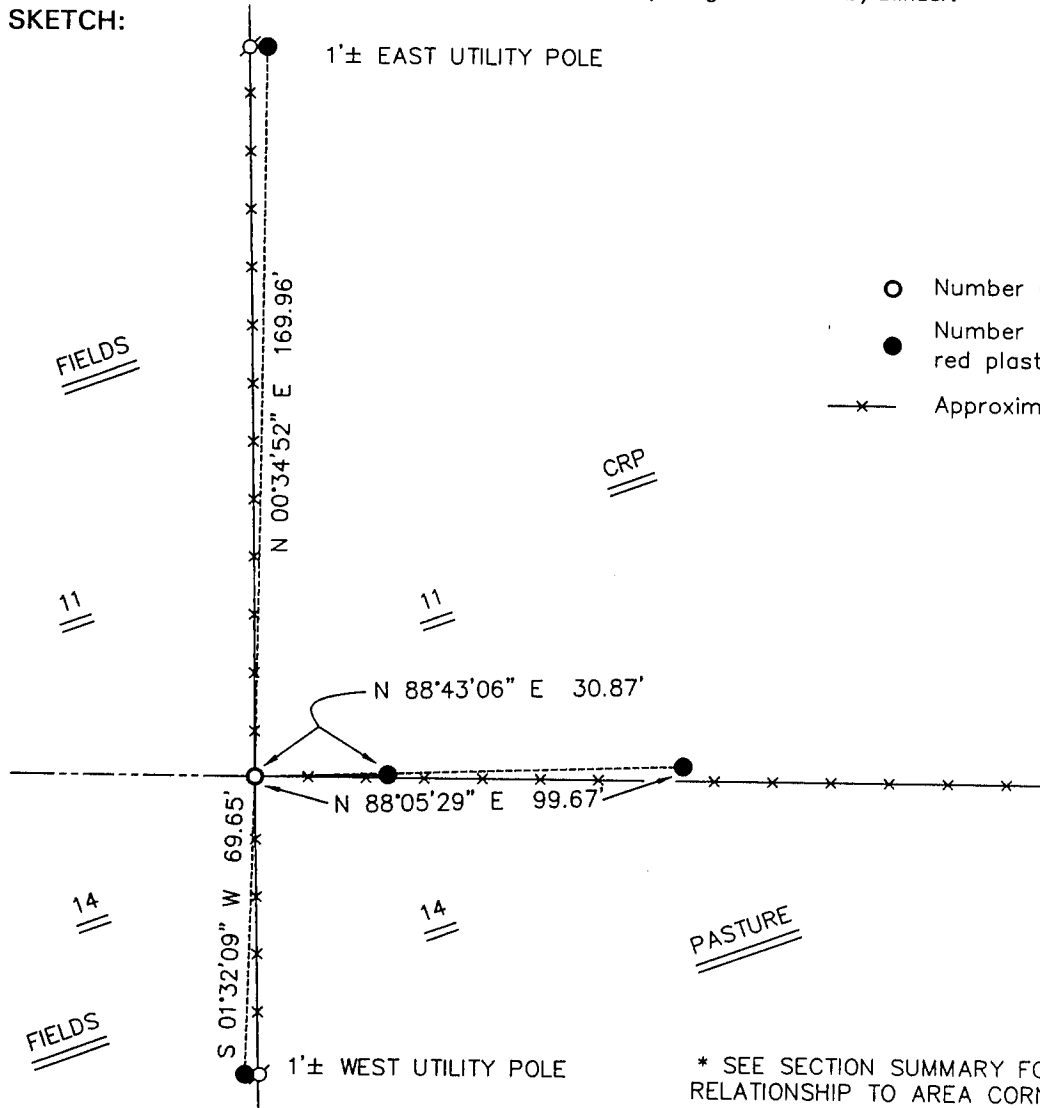 SKETCH:
1'± EAST UTILITY POLE
N 00°34'52" E 169.96'
FIELDS
Number
Number
red plast
Approxim
CRP
11
11
N 88°43'06" E 30.87'
N 88°05'29" E 99.67'
S 01°32'09" W 69.65'
14
14
PASTURE
FIELDS
1'± WEST UTILITY POLE
* SEE SECTION SUMMARY FO
RELATIONSHIP TO AREA CORN